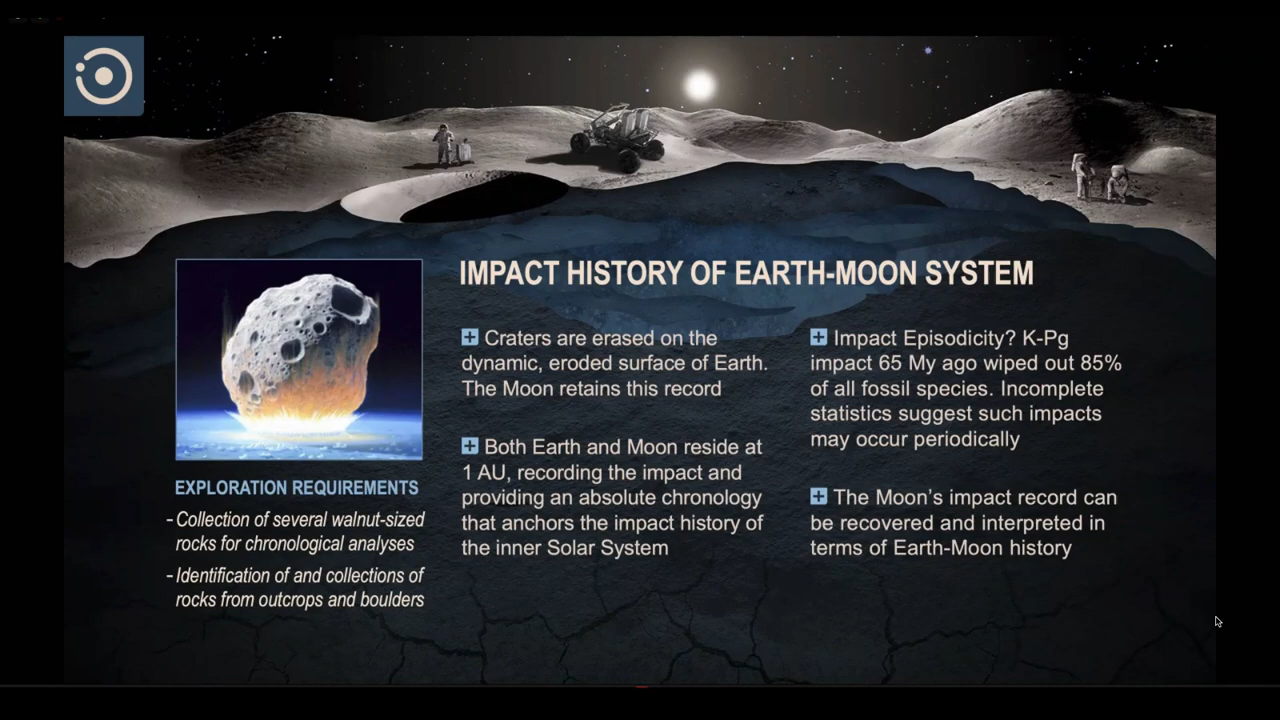 IMPACT HISTORY OF EARTH-MOON SYSTEM
+ Craters are erased on the
dynamic, eroded surface of Earth.
The Moon retains this record
+ Both Earth and Moon reside at
1 AU, recording the impact and
providing an absolute chronology
that anchors the impact history of
the inner Solar System
+ Impact Episodicity? K-Pg
impact 65 My ago wiped out 85%
of all fossil species. Incomplete
statistics suggest such impacts
may occur periodically
+ The Moon's impact record can
be recovered and interpreted in
terms of Earth-Moon history
EXPLORATION REQUIREMENTS
- Collection of several walnut-sized
rocks for chronological analyses
- Identification of and collections of
rocks from outcrops and boulders